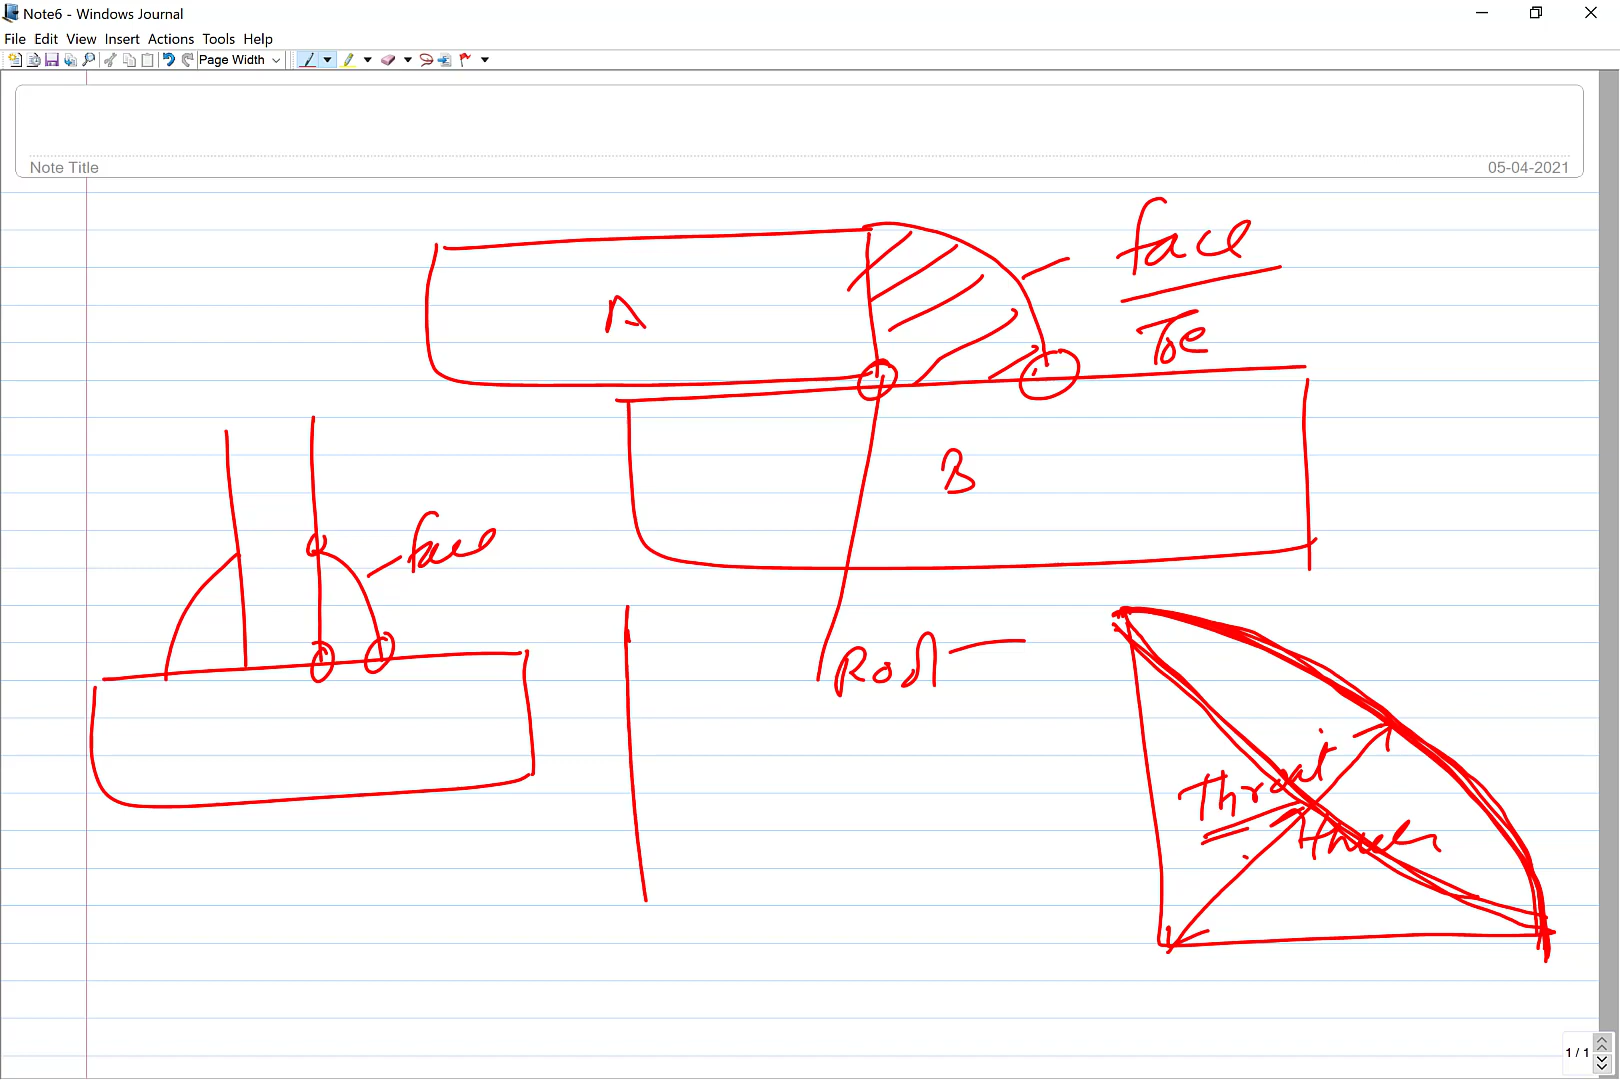 Note6 - Windows Journal
File Edit View Insert Actions Tools Help
Page Width
Note Title
05-04-2021
face
Toe
A
B
face
Root
Throat
1 / 1